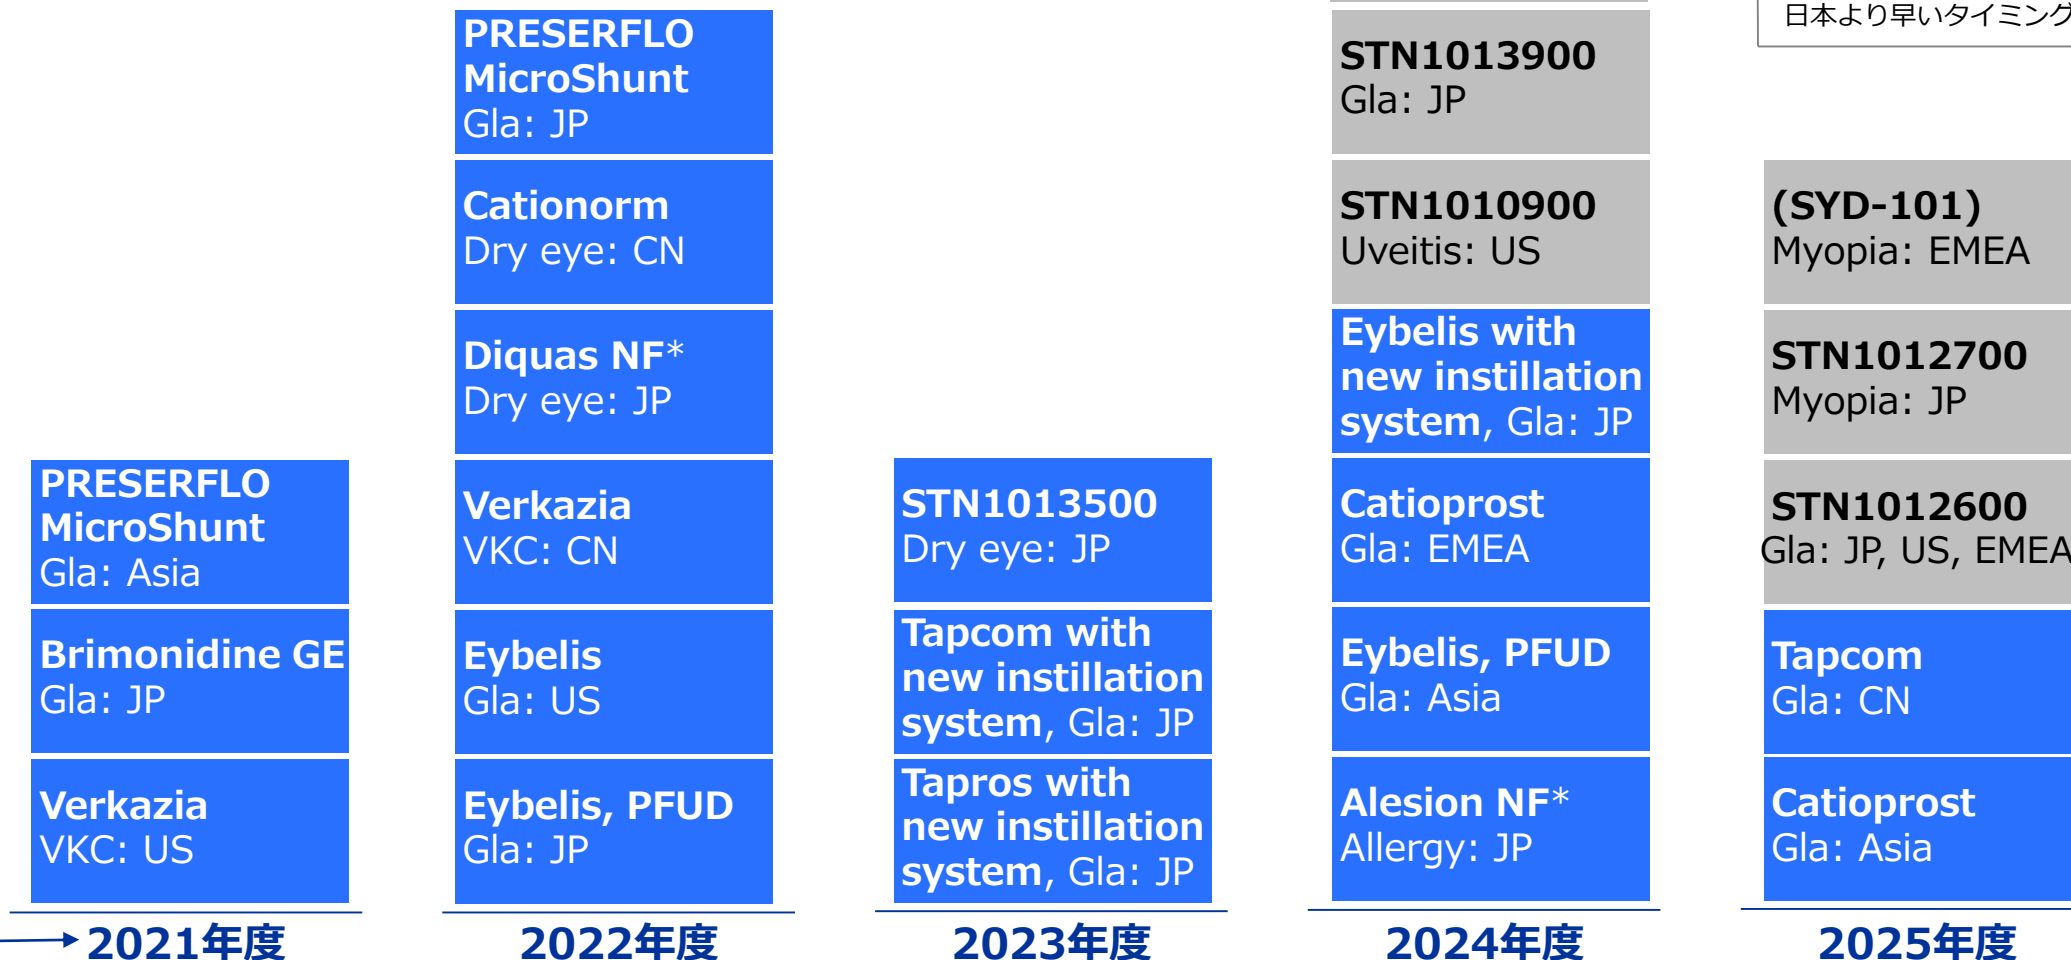 日本より早いタイミング
PRESERFLO
MicroShunt
Gla: Asia
Brimonidine GE
Gla: JP
Verkazia
VKC: US
2021年度
PRESERFLO
MicroShunt
Gla: JP
Cationorm
Dry eye: CN
Diquas NF*
Dry eye: JP
Verkazia
VKC: CN
Eybelis
Gla: US
Eybelis, PFUD
Gla: JP
2022年度
STN1013500
Dry eye: JP
Tapcom with
new instillation
system, Gla: JP
Tapros with
new instillation
system, Gla: JP
2023年度
STN1013900
Gla: JP
STN1010900
Uveitis: US
Eybelis with
new instillation
system, Gla: JP
Catioprost
Gla: EMEA
Eybelis, PFUD
Gla: Asia
Alesion NF*
Allergy: JP
2024年度
(SYD-101)
Myopia: EMEA
STN1012700
Myopia: JP
STN1012600
Gla: JP, US, EMEA
Tapcom
Gla: CN
Catioprost
Gla: Asia
2025年度